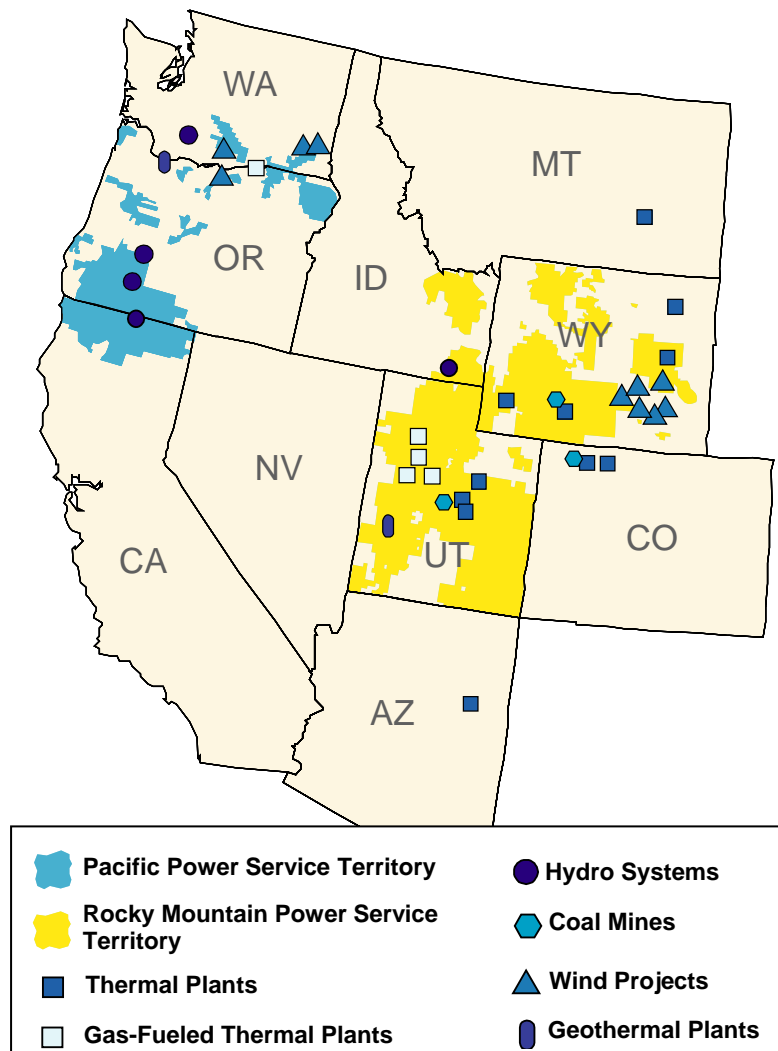 WA
MT
OR
ID
WY
NV
UT
CO
CA
AZ
Pacific Power Service Territory
Rocky Mountain Power Service
Territory
Thermal Plants
Gas-Fueled Thermal Plants
Hydro Systems
Coal Mines
Wind Projects
Geothermal Plants